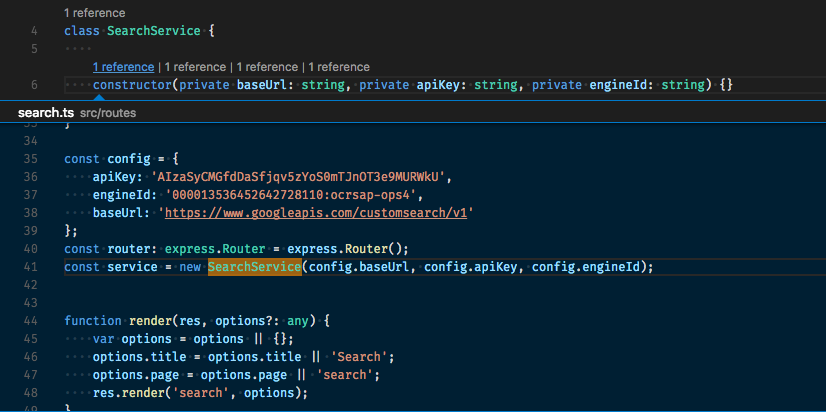 1 reference
4 class SearchService {
5
1 reference | 1 reference | 1 reference | 1 reference
6 constructor(private baseUrl: string, private apiKey: string, private engineId: string) {}
search.ts src/routes
33 }
34
35 const config = {
36 apiKey: 'AIzaSyCMGfdDaSfjqv5zYoS0mTJnOT3e9MURWkU',
37 engineId: '000013536452642728110:ocrsap-ops4',
38 baseUrl: 'https://www.googleapis.com/customsearch/v1'
39 };
40 const router: express.Router = express.Router();
41 const service = new SearchService(config.baseUrl, config.apiKey, config.engineId);
42
43
44 function render(res, options?: any) {
45 var options = options || {};
46 options.title = options.title || 'Search';
47 options.page = options.page || 'search';
48 res.render('search', options);
49 }